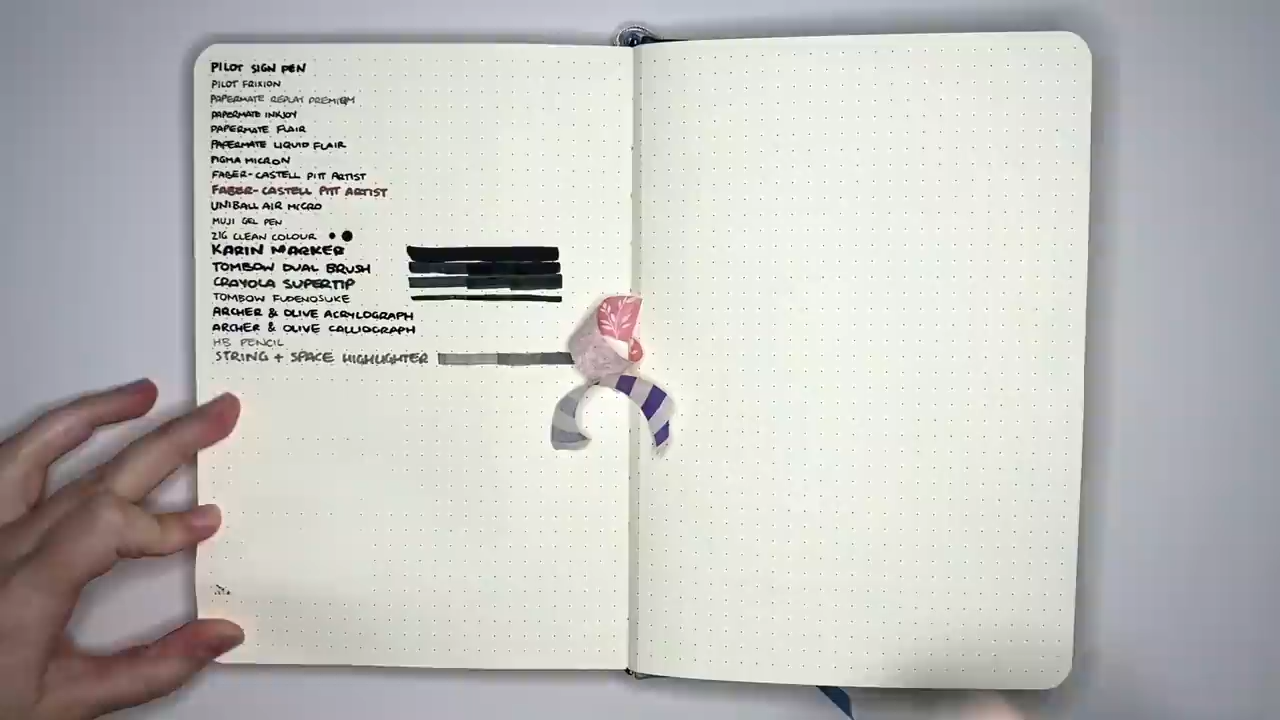 PILOT SIGN PEN
PILOT FRIXION
PAPERMATE REPLAY PREMIUM
PAPERMATE INKJOY
PAPERMATE FLAIR
PAPERMATE LIQUID FLAIR
PIGMA MICRON
FABER-CASTELL PITT ARTIST
FABER-CASTELL PITT ARTIST
UNIBALL AIR MICRO
MUJI GEL PEN
ZIG CLEAN COLOUR
KARIN MARKER
TOMBOW DUAL BRUSH
CRAYOLA SUPERTIP
TOMBOW FUDENOSUKE
ARCHER & OLIVE ACRYLOGRAPH
ARCHER & OLIVE CALLIOGRAPH
HB PENCIL
STRING + SPACE HIGHLIGHTER